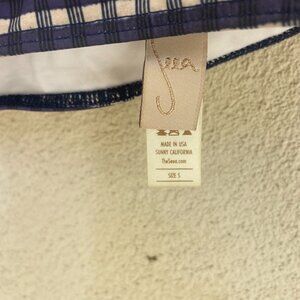 Seea
MADE IN USA
SUNNY CALIFORNIA
TheSeea.com
SIZE S